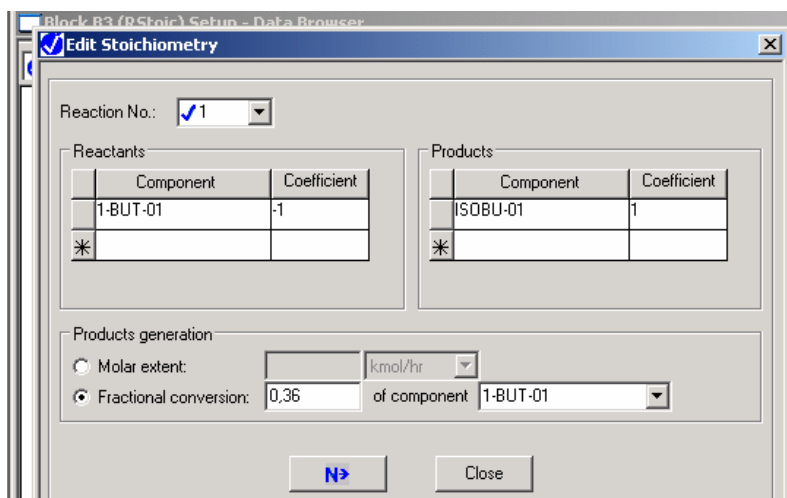 Block B3 (RStoic) Setup - Data Browser
Edit Stoichiometry
Reaction No.: 1
Reactants
Products
Component Coefficient
Component Coefficient
1-BUT-01 -1
ISOBU-01 1
Products generation
Molar extent: kmol/hr
Fractional conversion: 0,36 of component 1-BUT-01
N Close